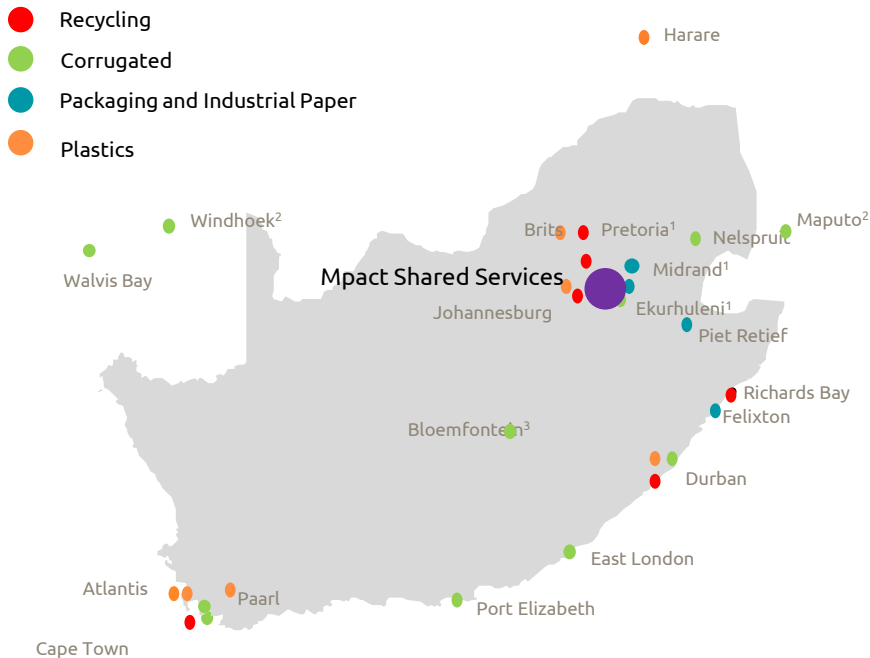 Recycling
Corrugated
Packaging and Industrial Paper
Plastics
Harare
Windhoek²
Walvis Bay
Brits
Pretoria¹
Nelspruit
Maputo²
Mpact Shared Services
Midrand¹
Johannesburg
Ekurhuleni¹
Piet Retief
Richards Bay
Felixton
Bloemfontein³
Durban
East London
Atlantis
Paarl
Port Elizabeth
Cape Town